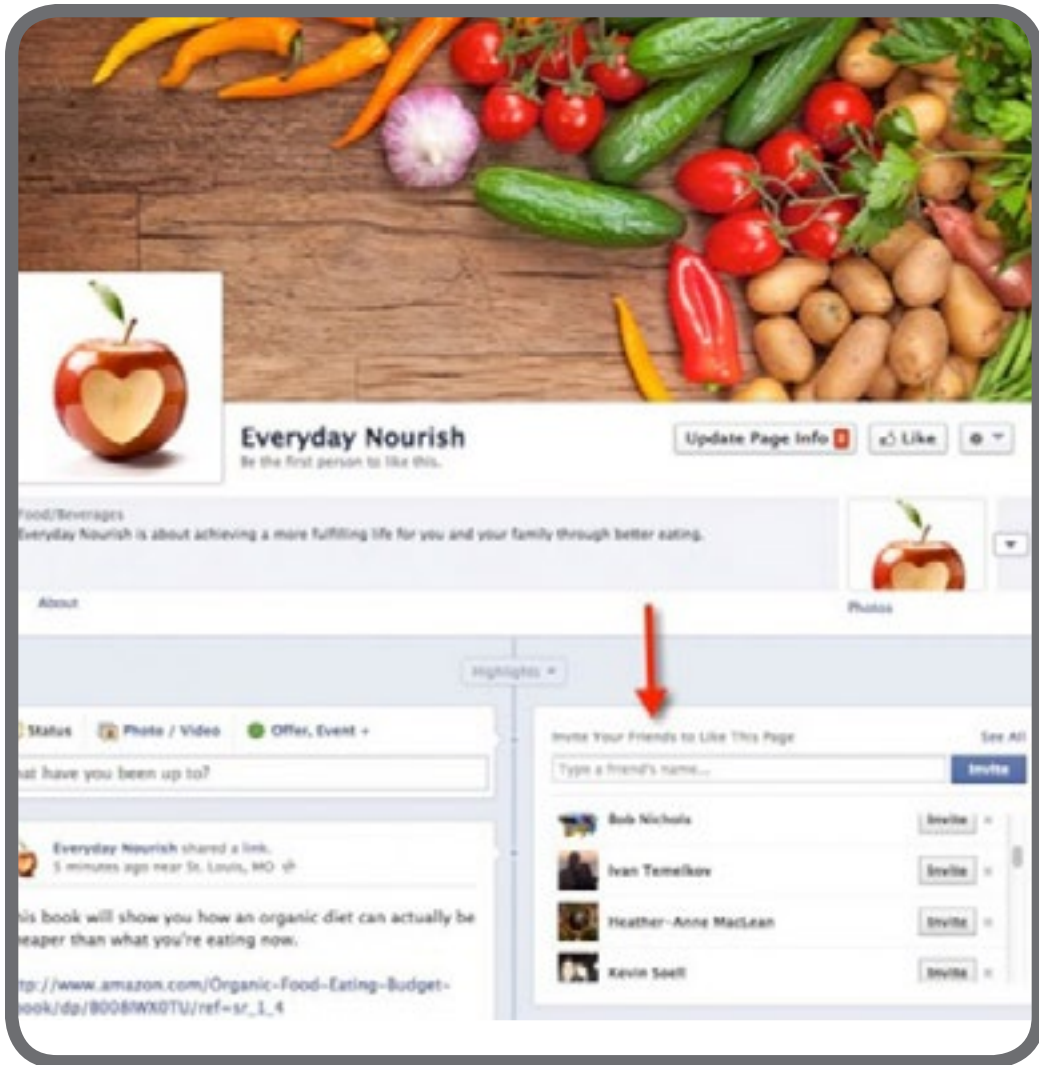 Everyday Nourish
Be the first person to like this.
Update Page Info
Like
Food/Beverages
Everyday Nourish is about achieving a more fulfilling life for you and your family through better eating.
About
Photos
Highlights
Status Photo / Video Offer, Event +
at have you been up to?
Everyday Nourish shared a link.
5 minutes ago near St. Louis, MO
his book will show you how an organic diet can actually be
eaper than what you're eating now.
tp://www.amazon.com/Organic-Food-Eating-Budget-
ook/dp/B008IWX0TU/ref=sr_1_4
Invite Your Friends to Like This Page See All
Type a friend's name... Invite
Bob Nichols Invite
Ivan Temelkov Invite
Heather-Anne MacLean Invite
Kevin Soell Invite